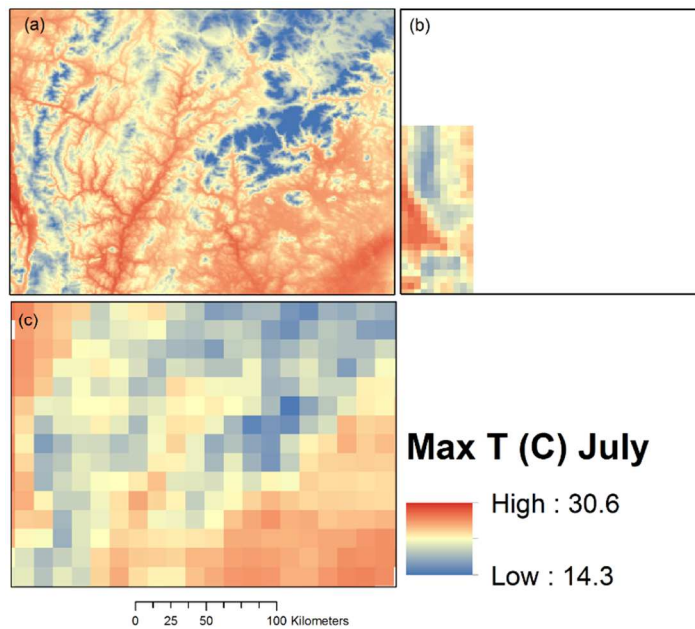 (a)
(b)
(c)
Max T (C) July
High : 30.6
Low : 14.3
0 25 50 100 Kilometers